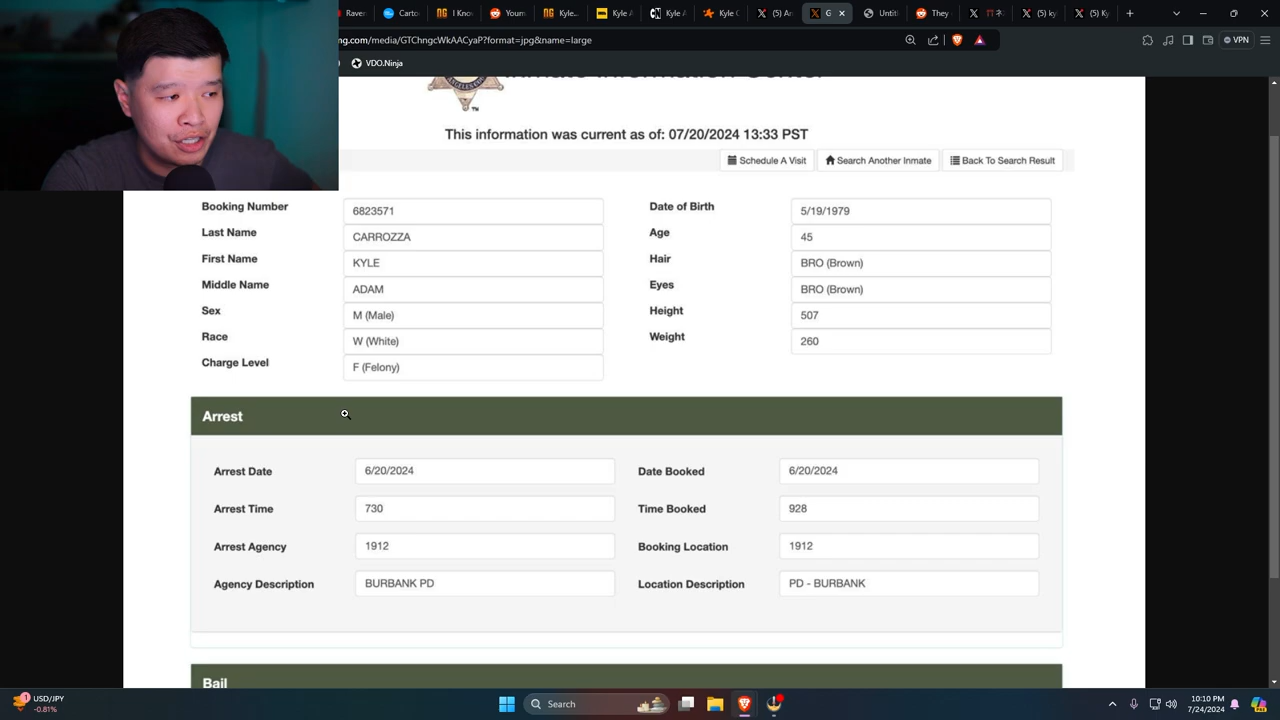 Rave Carto I Nov Your Kyle Kyle A Kyle A Kyle C (5) Ar G Untit They (5) ky (5) Ky
ng.com/media/GTChngcWkAACyaP?format=jpg&name=large VPN
VDO.Ninja
Inmate Information Center
This information was current as of: 07/20/2024 13:33 PST
Schedule A Visit Search Another Inmate Back To Search Result
Booking Number 6823571 Date of Birth 5/19/1979
Last Name CARROZZA Age 45
First Name KYLE Hair BRO (Brown)
Middle Name ADAM Eyes BRO (Brown)
Sex M (Male) Height 507
Race W (White) Weight 260
Charge Level F (Felony)
Arrest
Arrest Date 6/20/2024 Date Booked 6/20/2024
Arrest Time 730 Time Booked 928
Arrest Agency 1912 Booking Location 1912
Agency Description BURBANK PD Location Description PD - BURBANK
Bail
USD/JPY
-0.81%
Search
10:10 PM
7/24/2024